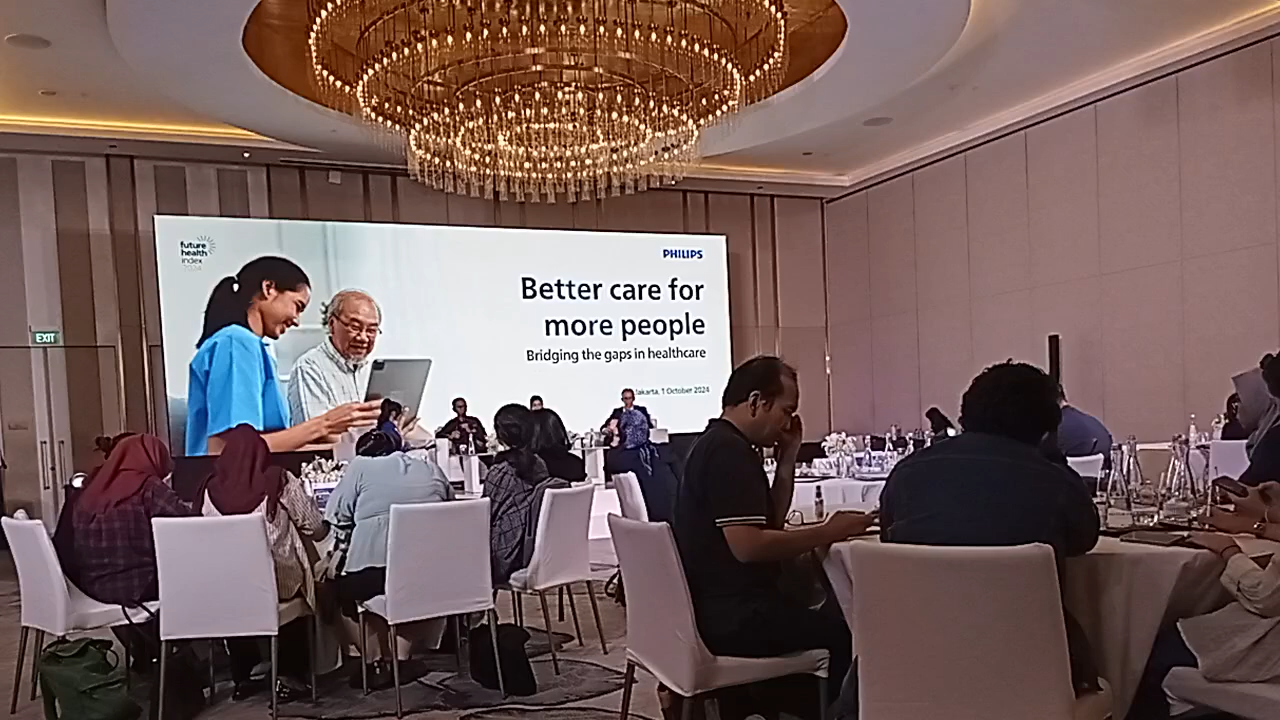 EXIT
future
health
index
2024
PHILIPS
Better care for
more people
Bridging the gaps in healthcare
Jakarta, 1 October 2024